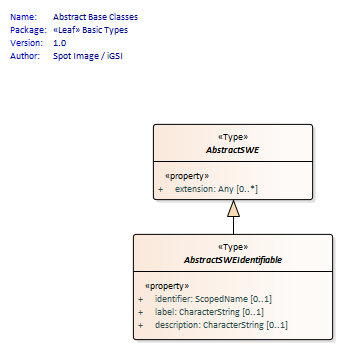 Name: Abstract Base Classes
Package: «Leaf» Basic Types
Version: 1.0
Author: Spot Image / iGSI
«Type»
AbstractSWE
«property»
+ extension: Any [0..*]
«Type»
AbstractSWEIdentifiable
«property»
+ identifier: ScopedName [0..1]
+ label: CharacterString [0..1]
+ description: CharacterString [0..1]